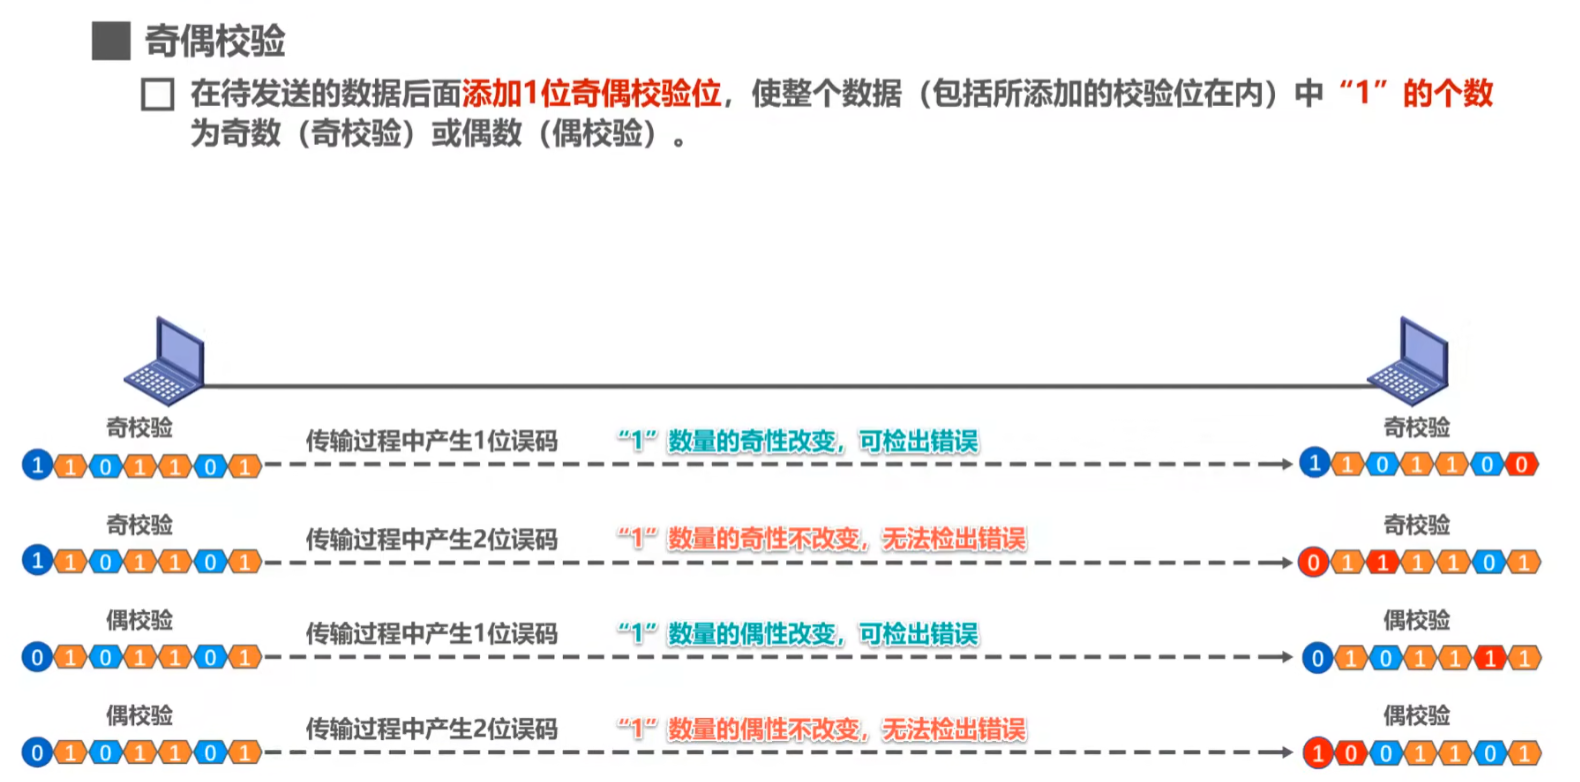 奇偶校验
在待发送的数据后面添加1位奇偶校验位，使整个数据（包括所添加的校验位在内）中“1”的个数
为奇数（奇校验）或偶数（偶校验）。
奇校验
奇校验
传输过程中产生1位误码 “1”数量的奇性改变，可检出错误
1 1 0 1 1 0 1
1 1 0 1 1 0 0
奇校验
奇校验
传输过程中产生2位误码 “1”数量的奇性不改变，无法检出错误
1 1 0 1 1 0 1
0 1 1 1 1 0 1
偶校验
偶校验
传输过程中产生1位误码 “1”数量的偶性改变，可检出错误
0 1 0 1 1 0 1
0 1 0 1 1 1 1
偶校验
偶校验
传输过程中产生2位误码 “1”数量的偶性不改变，无法检出错误
0 1 0 1 1 0 1
1 0 0 1 1 0 1